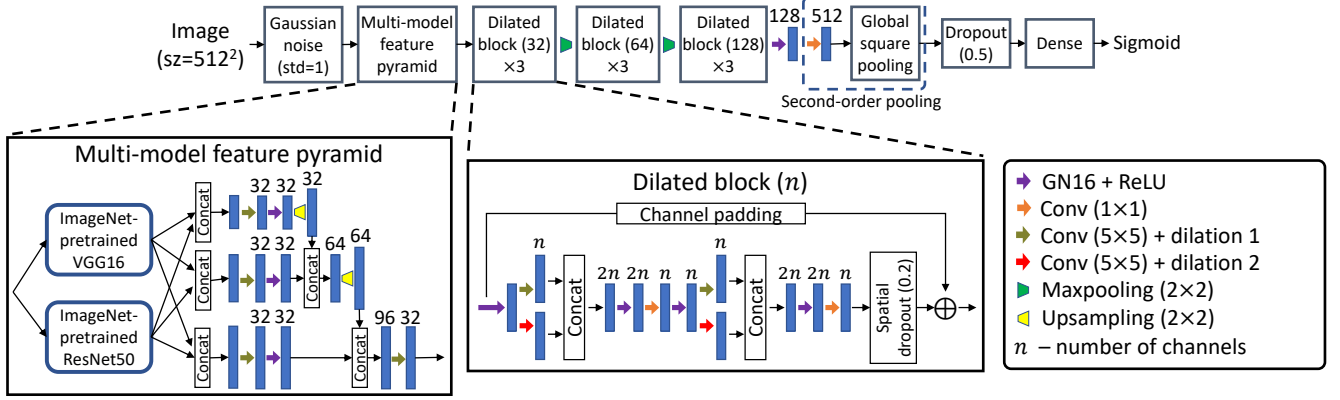 Image
(sz=512²)
Gaussian
noise
(std=1)
Multi-model
feature
pyramid
Dilated
block (32)
×3
Dilated
block (64)
×3
Dilated
block (128)
×3
128
512
Global
square
pooling
Second-order pooling
Dropout
(0.5)
Dense
Sigmoid
Multi-model feature pyramid
ImageNet-
pretrained
VGG16
ImageNet-
pretrained
ResNet50
Concat
32 32
32
Concat
32 32
Concat
64
64
Concat
32 32
Concat
96 32
Dilated block (n)
Channel padding
n
n
Concat
2n 2n n n
n
n
Concat
2n 2n n
Spatial
dropout (0.2)
GN16 + ReLU
Conv (1×1)
Conv (5×5) + dilation 1
Conv (5×5) + dilation 2
Maxpooling (2×2)
Upsampling (2×2)
n – number of channels